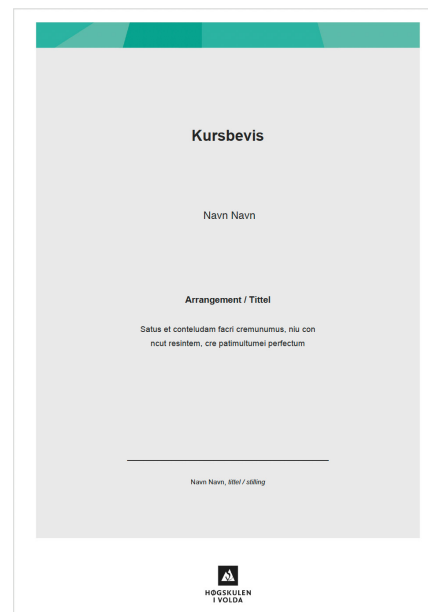 Kursbevis
Navn Navn
Arrangement / Tittel
Satus et conteludam facri cremunumus, niu con
ncut resintem, cre patimultumei perfectum
Navn Navn, tittel / stilling
HØGSKULEN
I VOLDA